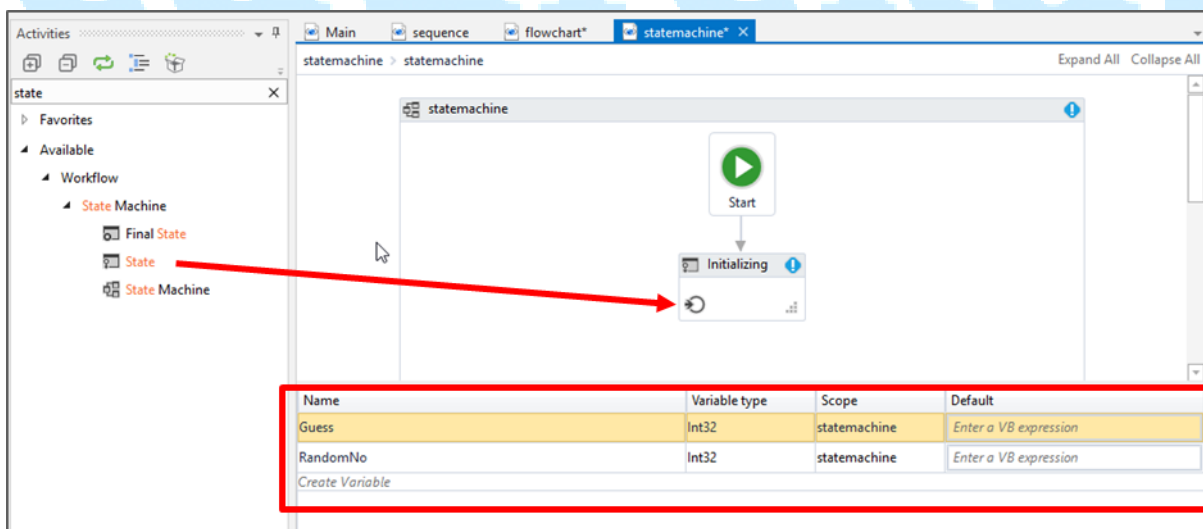 Activities
Main
sequence
flowchart*
statemachine*
statemachine > statemachine
Expand All Collapse All
state
Favorites
Available
Workflow
State Machine
Final State
State
State Machine
statemachine
Start
Initializing
Name Variable type Scope Default
Guess Int32 statemachine Enter a VB expression
RandomNo Int32 statemachine Enter a VB expression
Create Variable